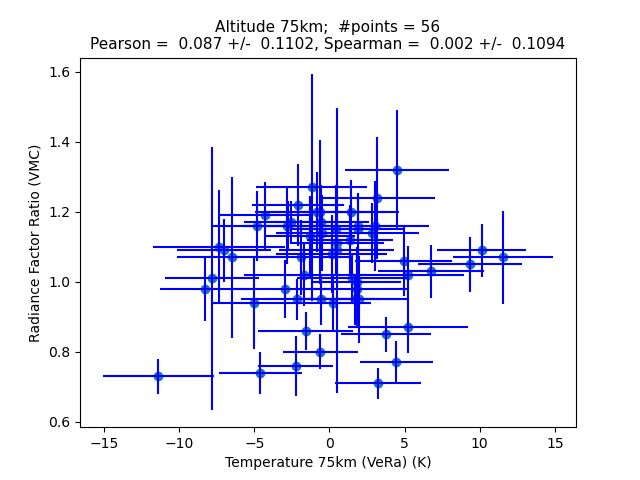 Altitude 75km;  #points = 56
Pearson =  0.087 +/-  0.1102, Spearman =  0.002 +/-  0.1094
Radiance Factor Ratio (VMC)
1.6
1.4
1.2
1.0
0.8
0.6
−15 −10 −5 0 5 10 15
Temperature 75km (VeRa) (K)